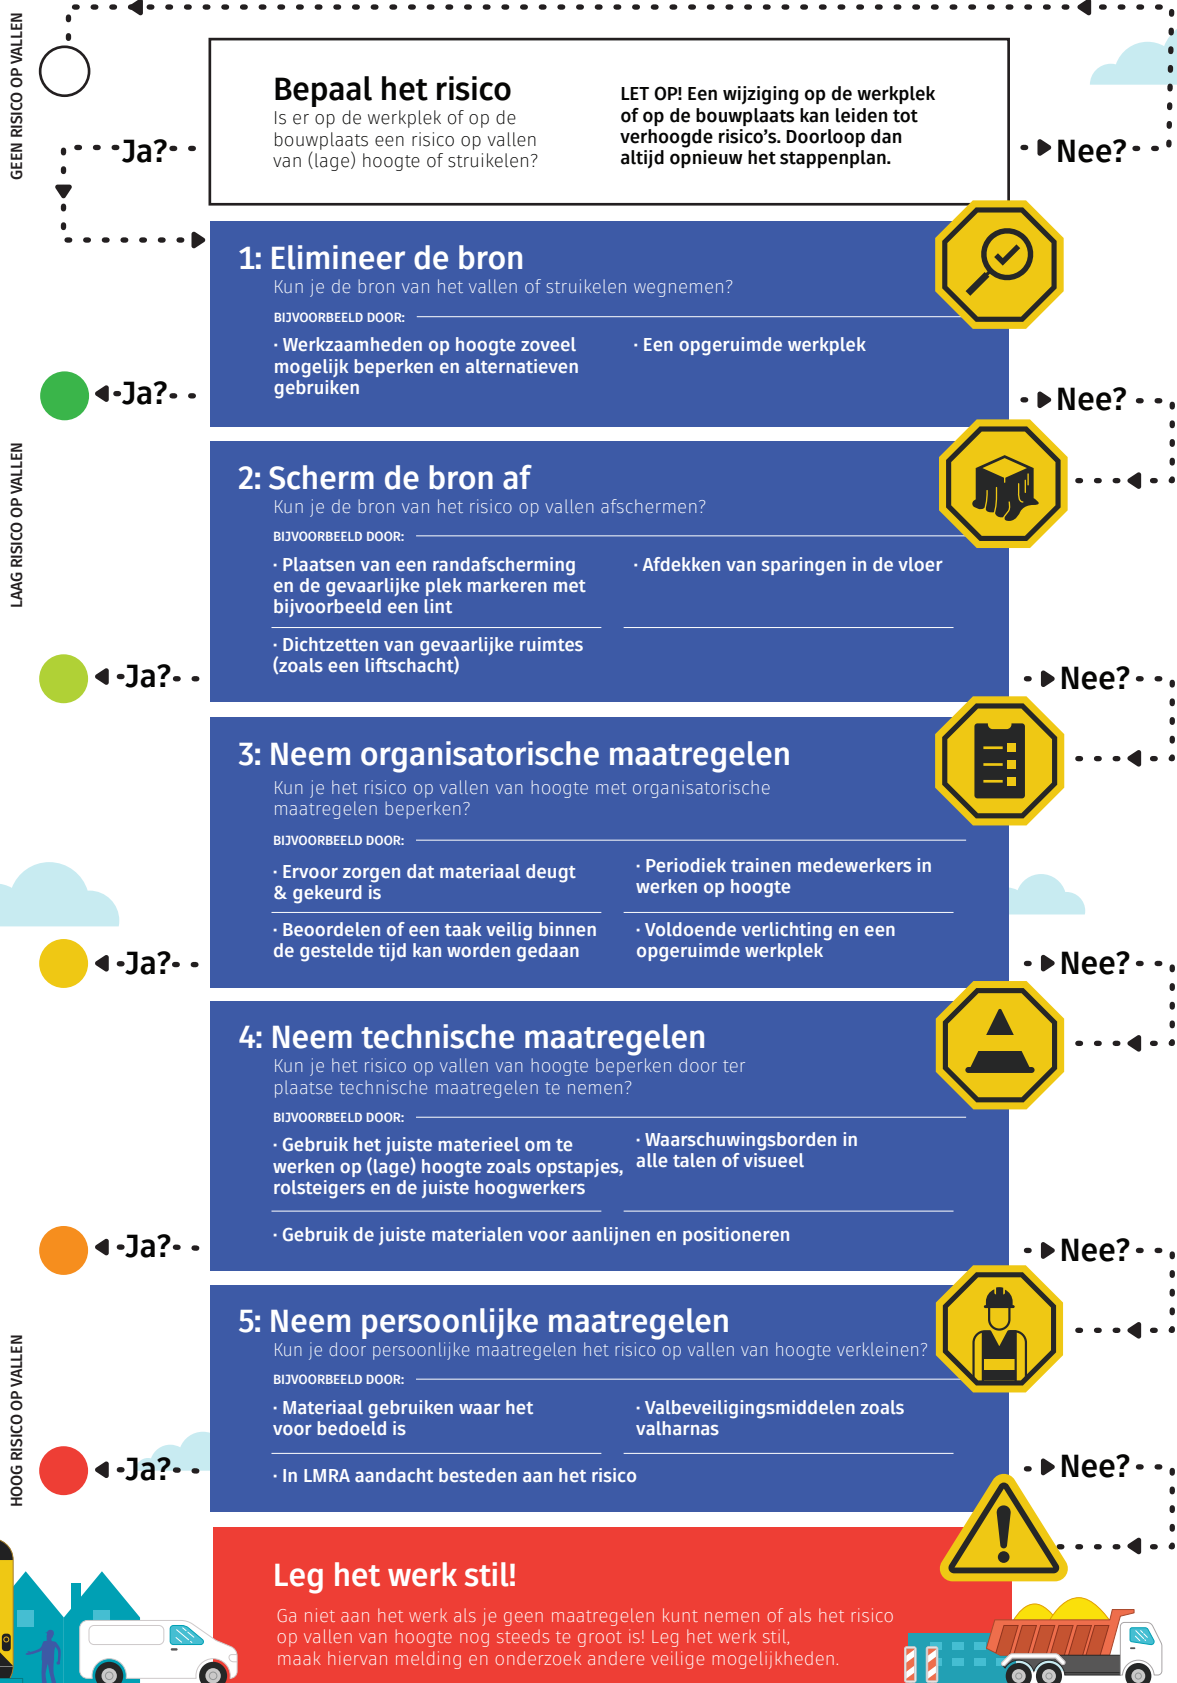 GEEN RISICO OP VALLEN
Bepaal het risico
Is er op de werkplek of op de
bouwplaats een risico op vallen
van (lage) hoogte of struikelen?
LET OP! Een wijziging op de werkplek
of op de bouwplaats kan leiden tot
verhoogde risico's. Doorloop dan
altijd opnieuw het stappenplan.
Ja?
Nee?
1: Elimineer de bron
Kun je de bron van het vallen of struikelen wegnemen?
BIJVOORBEELD DOOR:
· Werkzaamheden op hoogte zoveel
mogelijk beperken en alternatieven
gebruiken
· Een opgeruimde werkplek
Ja?
Nee?
LAAG RISICO OP VALLEN
2: Scherm de bron af
Kun je de bron van het risico op vallen afschermen?
BIJVOORBEELD DOOR:
· Plaatsen van een randafscherming
en de gevaarlijke plek markeren met
bijvoorbeeld een lint
· Afdekken van sparingen in de vloer
· Dichtzetten van gevaarlijke ruimtes
(zoals een liftschacht)
Ja?
Nee?
3: Neem organisatorische maatregelen
Kun je het risico op vallen van hoogte met organisatorische
maatregelen beperken?
BIJVOORBEELD DOOR:
· Ervoor zorgen dat materiaal deugt
& gekeurd is
· Periodiek trainen medewerkers in
werken op hoogte
· Beoordelen of een taak veilig binnen
de gestelde tijd kan worden gedaan
· Voldoende verlichting en een
opgeruimde werkplek
Ja?
Nee?
4: Neem technische maatregelen
Kun je het risico op vallen van hoogte beperken door ter
plaatse technische maatregelen te nemen?
BIJVOORBEELD DOOR:
· Gebruik het juiste materieel om te
werken op (lage) hoogte zoals opstapjes,
rolsteigers en de juiste hoogwerkers
· Waarschuwingsborden in
alle talen of visueel
· Gebruik de juiste materialen voor aanlijnen en positioneren
Ja?
Nee?
5: Neem persoonlijke maatregelen
Kun je door persoonlijke maatregelen het risico op vallen van hoogte verkleinen?
BIJVOORBEELD DOOR:
· Materiaal gebruiken waar het
voor bedoeld is
· Valbeveiligingsmiddelen zoals
valharnas
· In LMRA aandacht besteden aan het risico
HOOG RISICO OP VALLEN
Ja?
Nee?
Leg het werk stil!
Ga niet aan het werk als je geen maatregelen kunt nemen of als het risico
op vallen van hoogte nog steeds te groot is! Leg het werk stil,
maak hiervan melding en onderzoek andere veilige mogelijkheden.